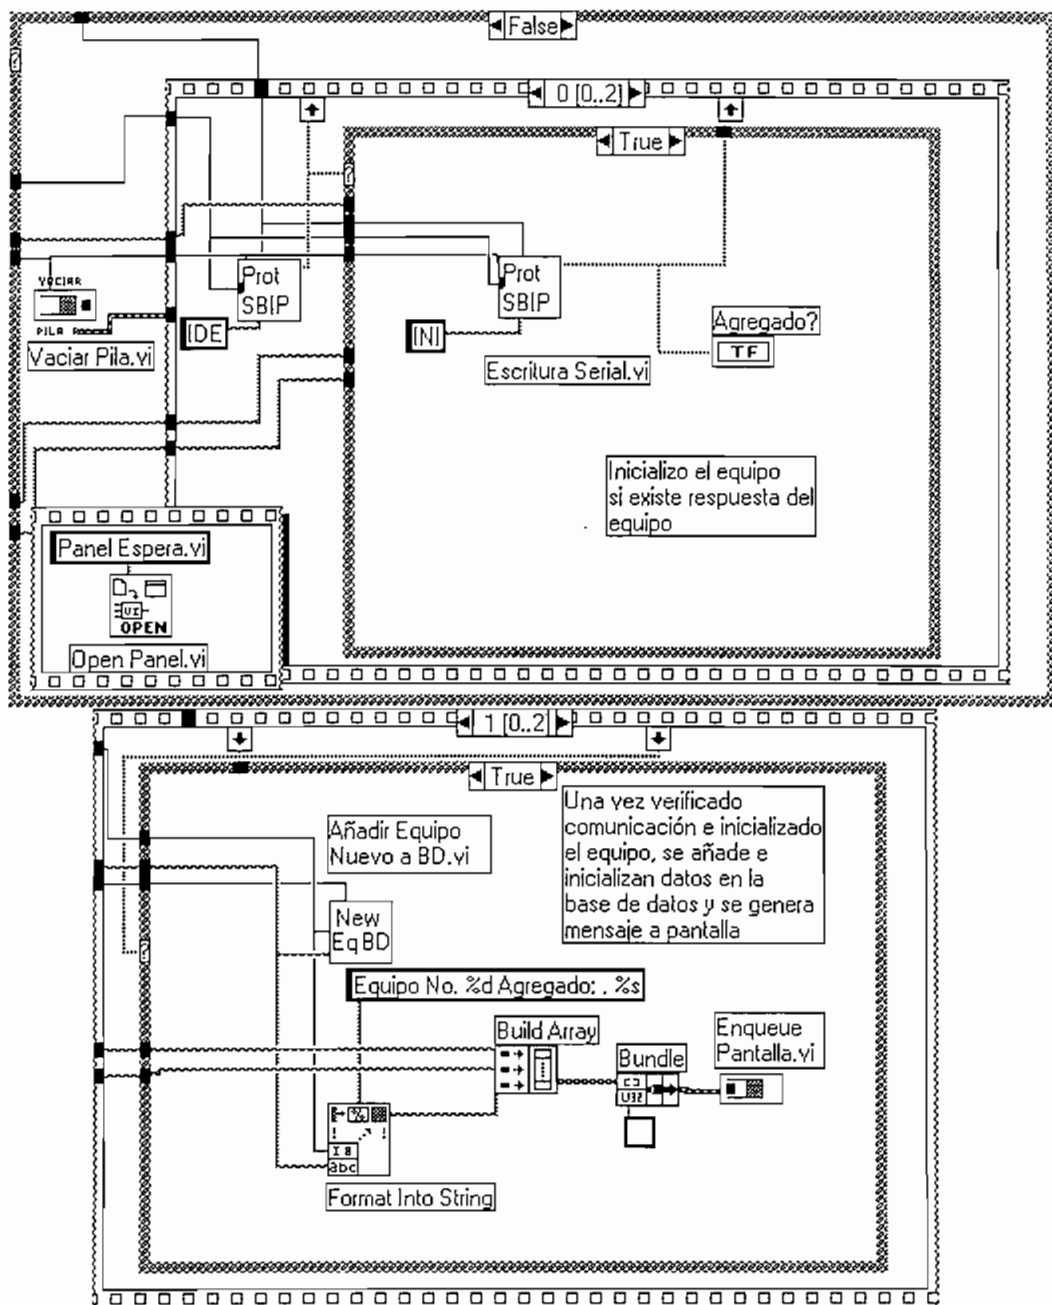 False
0 [0..2]
True
VACIAR
PILA
Vaciar Pila.vi
Prot
SBIP
IDE
Prot
SBIP
INI
Escritura Serial.vi
Agregado?
TF
Inicializo el equipo
si existe respuesta del
equipo
Panel Espera.vi
VI
OPEN
Open Panel.vi
1 [0..2]
True
Una vez verificado
comunicación e inicializado
el equipo, se añade e
inicializan datos en la
base de datos y se genera
mensaje a pantalla
Añadir Equipo
Nuevo a BD.vi
New
Eq BD
Equipo No. %d Agregado: . %s
Build Array
Bundle
U32
Enqueue
Pantalla.vi
I8
abc
Format Into String